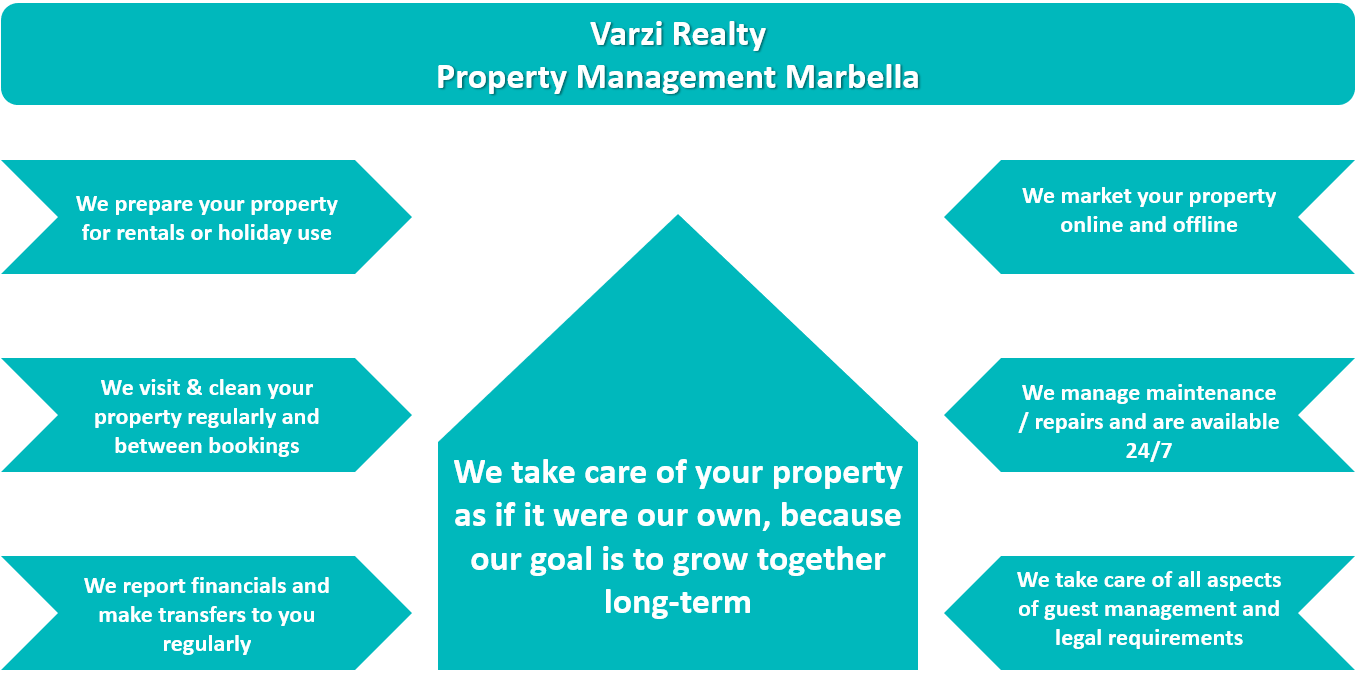 Varzi Realty
Property Management Marbella
We prepare your property
for rentals or holiday use
We market your property
online and offline
We visit & clean your
property regularly and
between bookings
We manage maintenance
/ repairs and are available
24/7
We take care of your property
as if it were our own, because
our goal is to grow together
long-term
We report financials and
make transfers to you
regularly
We take care of all aspects
of guest management and
legal requirements